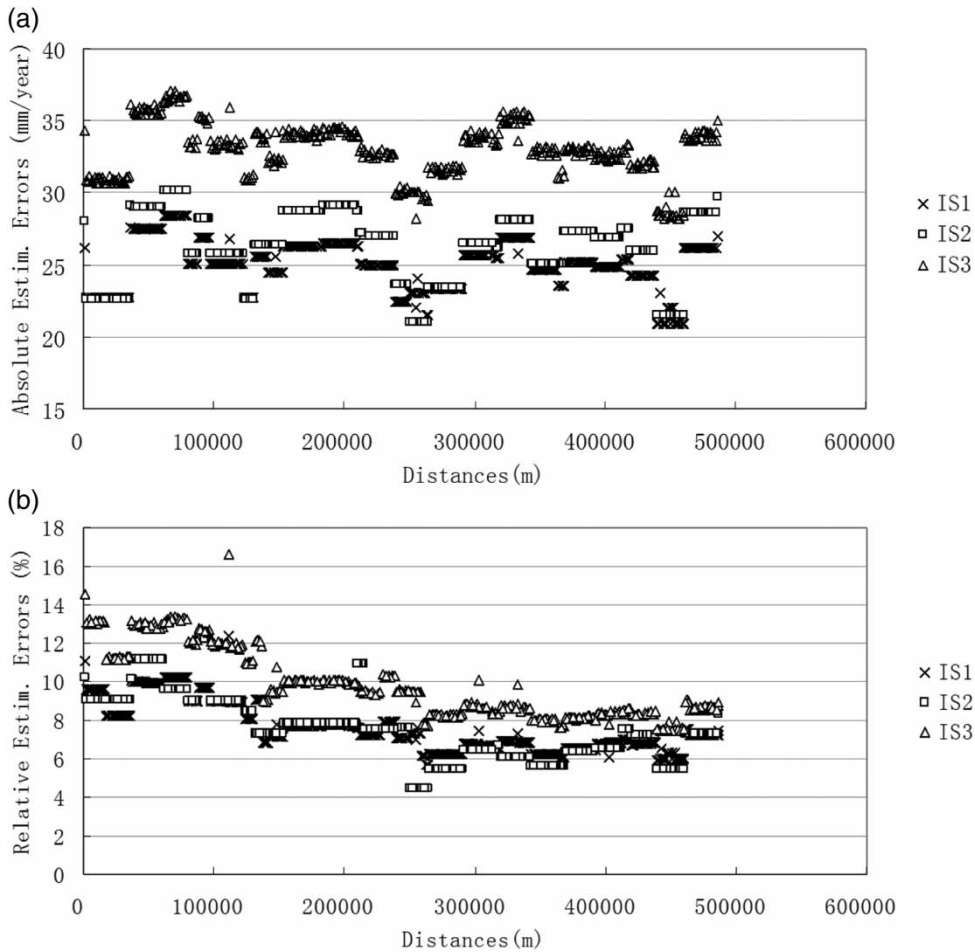 (a)
Absolute Estim. Errors (mm/year)
40
35
30
25
20
15
0 100000 200000 300000 400000 500000 600000
Distances(m)
IS1
IS2
IS3
(b)
Relative Estim. Errors (%)
18
16
14
12
10
8
6
4
2
0
0 100000 200000 300000 400000 500000 600000
Distances(m)
IS1
IS2
IS3